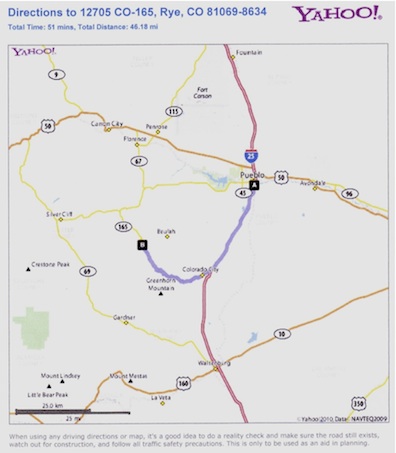 Directions to 12705 CO-165, Rye, CO 81069-8634
YAHOO!
Total Time: 51 mins, Total Distance: 46.18 mi
YAHOO!
Fountain
9
Fort
Carson
115
50
Canon City
Penrose
Florence
67
25
Pueblo
50
A
45
Avondale
96
Silver Cliff
165
Beulah
B
Crestone Peak
69
Colorado City
Greenhorn
Mountain
Gardner
10
Walsenburg
Mount Lindsey
Mount Mestas
160
Little Bear Peak
La Veta
350
25.0 km
25 mi
©Yahoo! 2010, Data© NAVTEQ 2009
When using any driving directions or map, it's a good idea to do a reality check and make sure the road still exists,
watch out for construction, and follow all traffic safety precautions. This is only to be used as an aid in planning.